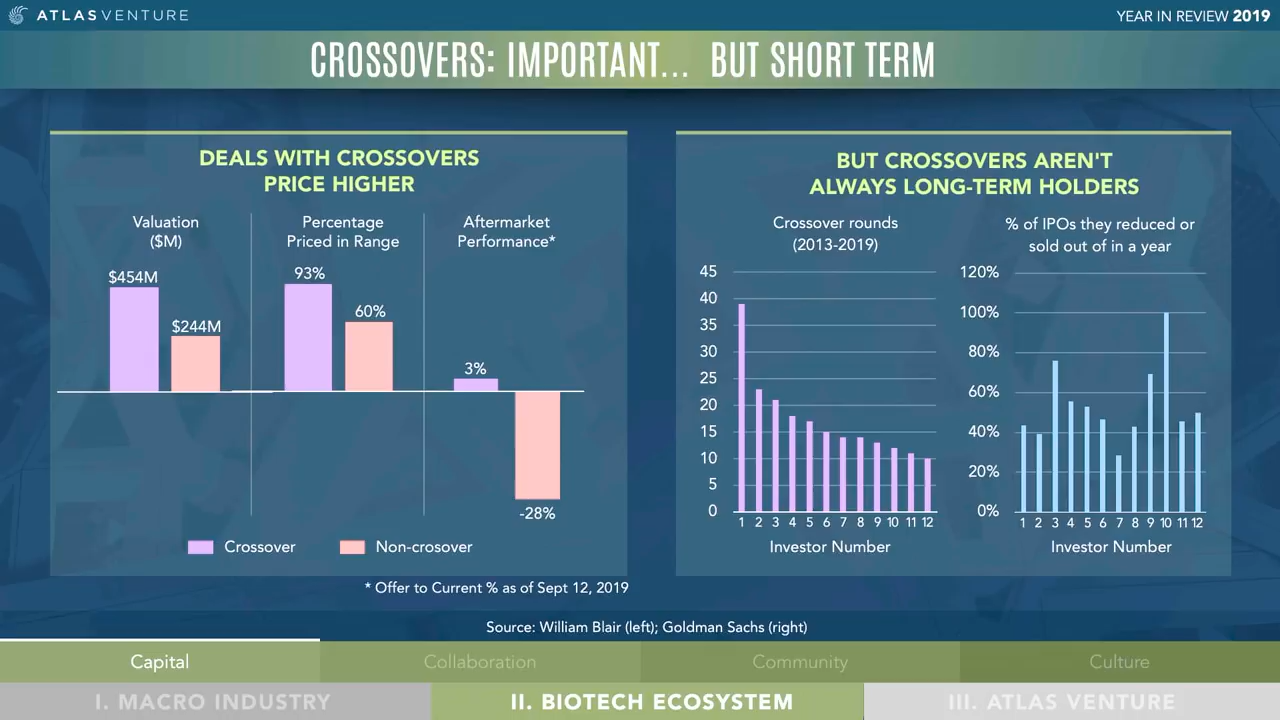 ATLAS VENTURE
YEAR IN REVIEW 2019
CROSSOVERS: IMPORTANT... BUT SHORT TERM
DEALS WITH CROSSOVERS
PRICE HIGHER
Valuation
($M)
Percentage
Priced in Range
Aftermarket
Performance*
$454M
$244M
93%
60%
3%
-28%
Crossover
Non-crosover
* Offer to Current % as of Sept 12, 2019
BUT CROSSOVERS AREN'T
ALWAYS LONG-TERM HOLDERS
Crossover rounds
(2013-2019)
45
40
35
30
25
20
15
10
5
0
1 2 3 4 5 6 7 8 9 10 11 12
Investor Number
% of IPOs they reduced or
sold out of in a year
120%
100%
80%
60%
40%
20%
0%
1 2 3 4 5 6 7 8 9 10 11 12
Investor Number
Source: William Blair (left); Goldman Sachs (right)
Capital
Collaboration
Community
Culture
I. MACRO INDUSTRY
II. BIOTECH ECOSYSTEM
III. ATLAS VENTURE